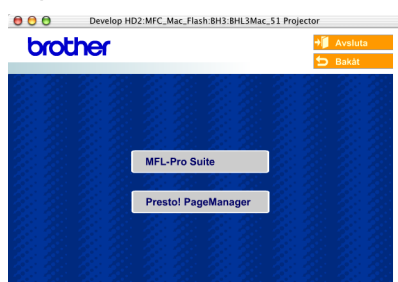 Develop HD2:MFC_Mac_Flash:BH3:BHL3Mac_51 Projector
brother
Avsluta
Bakåt
MFL-Pro Suite
Presto! PageManager